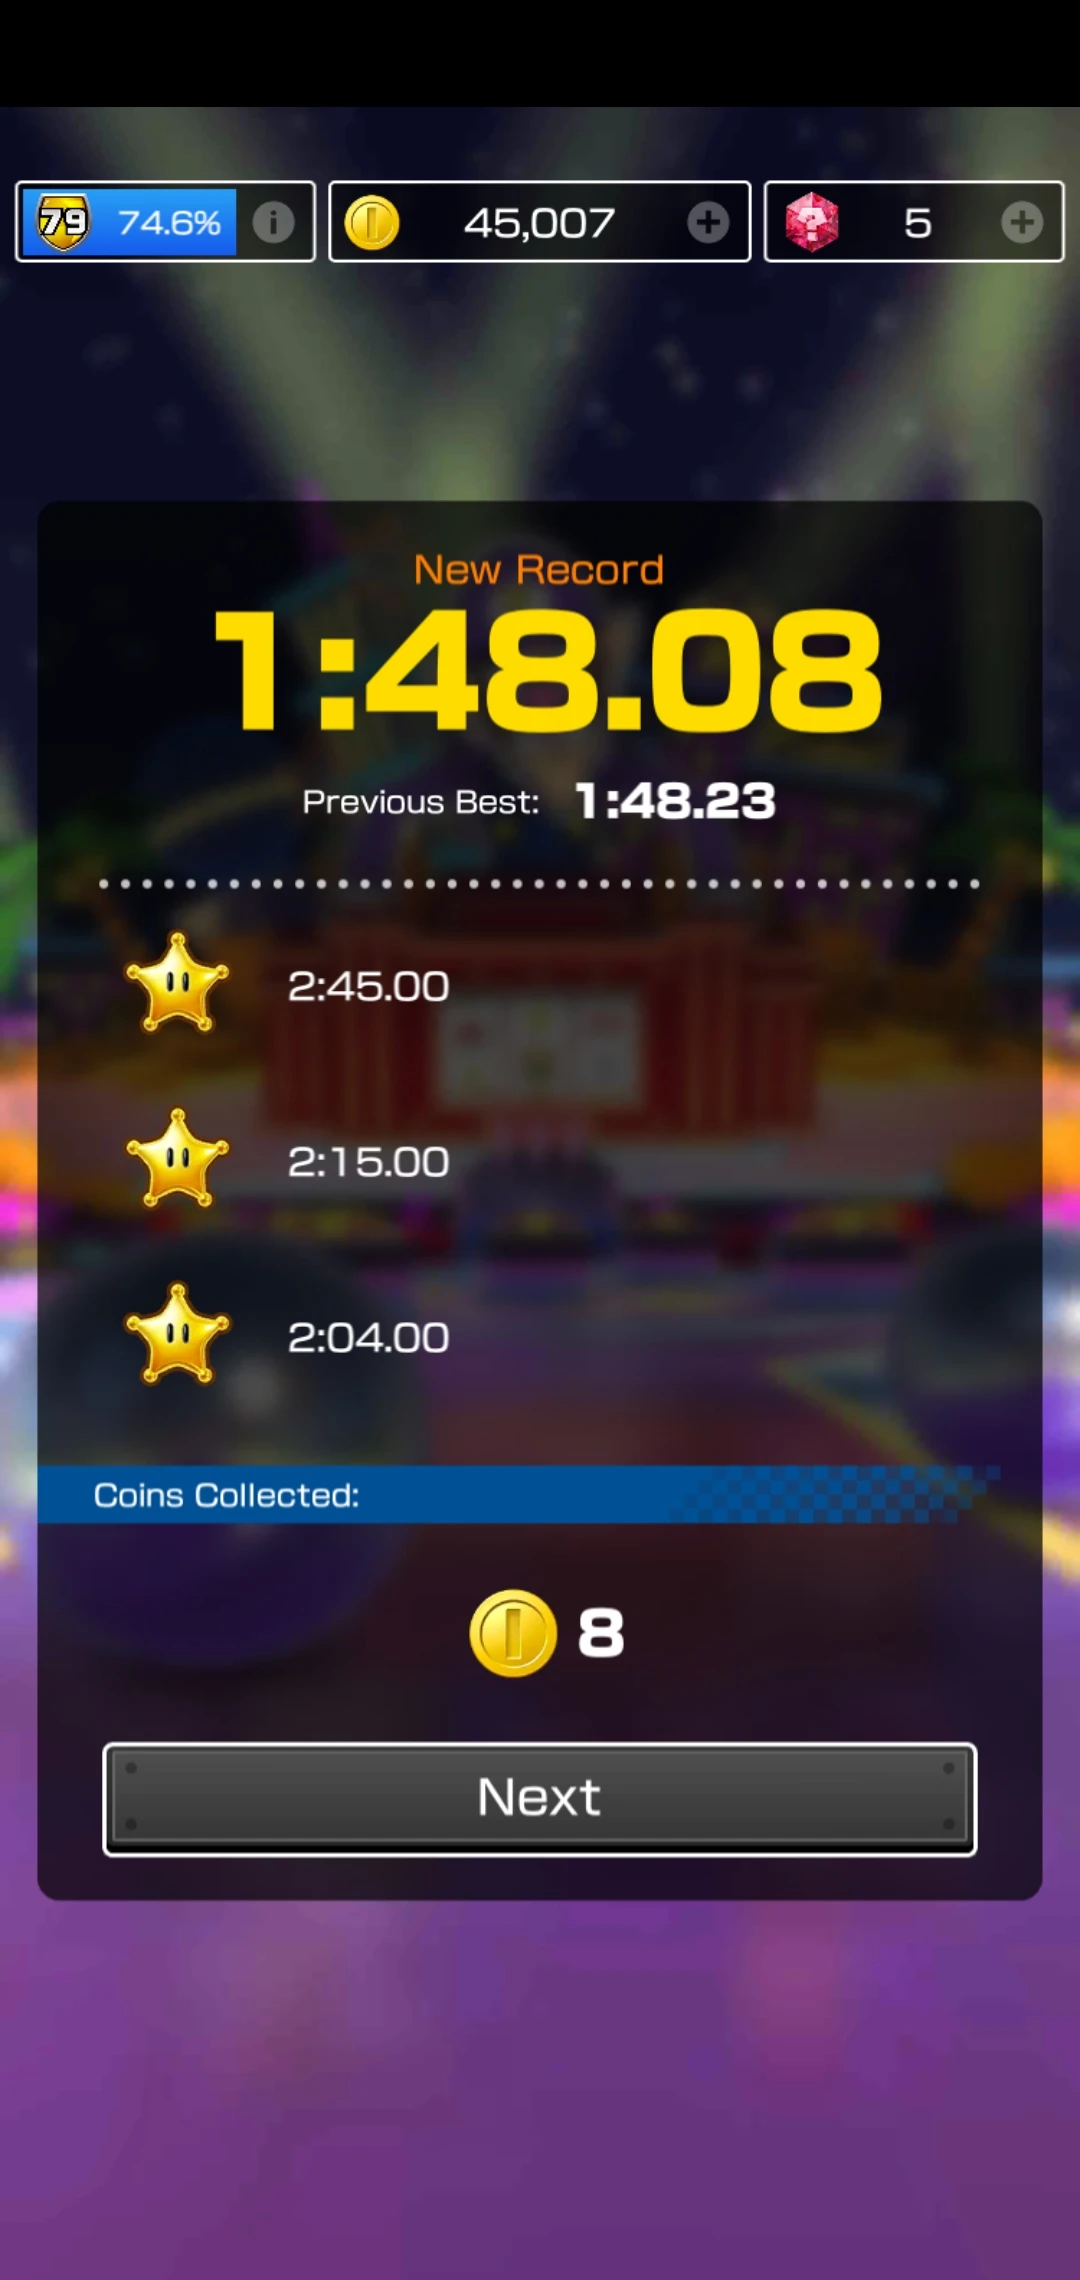 79 74.6% i 45,007 + ? 5 +
New Record
1:48.08
Previous Best: 1:48.23
2:45.00
2:15.00
2:04.00
Coins Collected:
8
Next